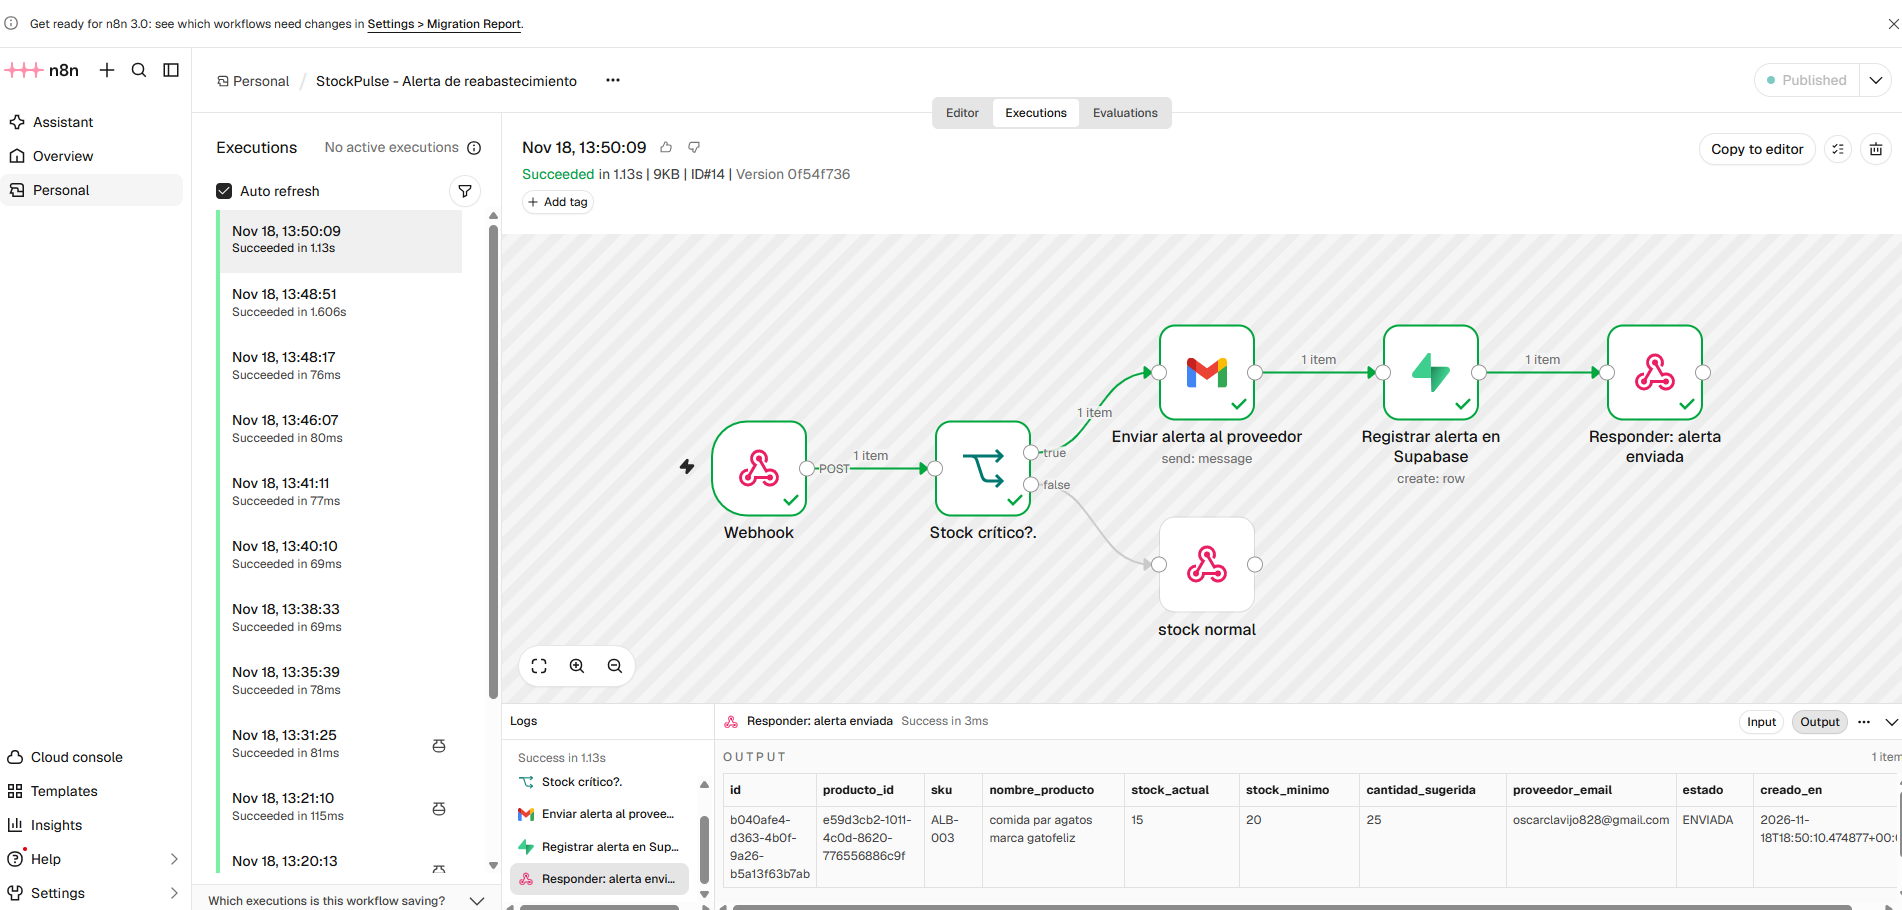 Get ready for n8n 3.0: see which workflows need changes in Settings > Migration Report.
n8n
Personal / StockPulse - Alerta de reabastecimiento ...
Published
Editor Executions Evaluations
Assistant
Overview
Personal
Cloud console
Templates
Insights
Help
Settings
Executions No active executions
Auto refresh
Nov 18, 13:50:09
Succeeded in 1.13s
Nov 18, 13:48:51
Succeeded in 1.606s
Nov 18, 13:48:17
Succeeded in 76ms
Nov 18, 13:46:07
Succeeded in 80ms
Nov 18, 13:41:11
Succeeded in 77ms
Nov 18, 13:40:10
Succeeded in 69ms
Nov 18, 13:38:33
Succeeded in 69ms
Nov 18, 13:35:39
Succeeded in 78ms
Nov 18, 13:31:25
Succeeded in 81ms
Nov 18, 13:21:10
Succeeded in 115ms
Nov 18, 13:20:13
Which executions is this workflow saving?
Nov 18, 13:50:09
Succeeded in 1.13s | 9KB | ID#14 | Version 0f54f736
+ Add tag
Copy to editor
1 item
1 item
1 item
Enviar alerta al proveedor
send: message
Registrar alerta en
Supabase
create: row
Responder: alerta
enviada
POST
1 item
true
false
Webhook
Stock crítico?.
stock normal
Logs
Success in 1.13s
Stock crítico?.
Enviar alerta al provee...
Registrar alerta en Sup...
Responder: alerta envi...
Responder: alerta enviada Success in 3ms
Input Output ...
OUTPUT
1 item
id producto_id sku nombre_producto stock_actual stock_minimo cantidad_sugerida proveedor_email estado creado_en
b040afe4- e59d3cb2-1011- ALB- comida par agatos 15 20 25 oscarclavijo828@gmail.com ENVIADA 2026-11-
d363-4b0f- 4c0d-8620- 003 marca gatofeliz 18T18:50:10.474877+00:
9a26- 776556886c9f
b5a13f63b7ab